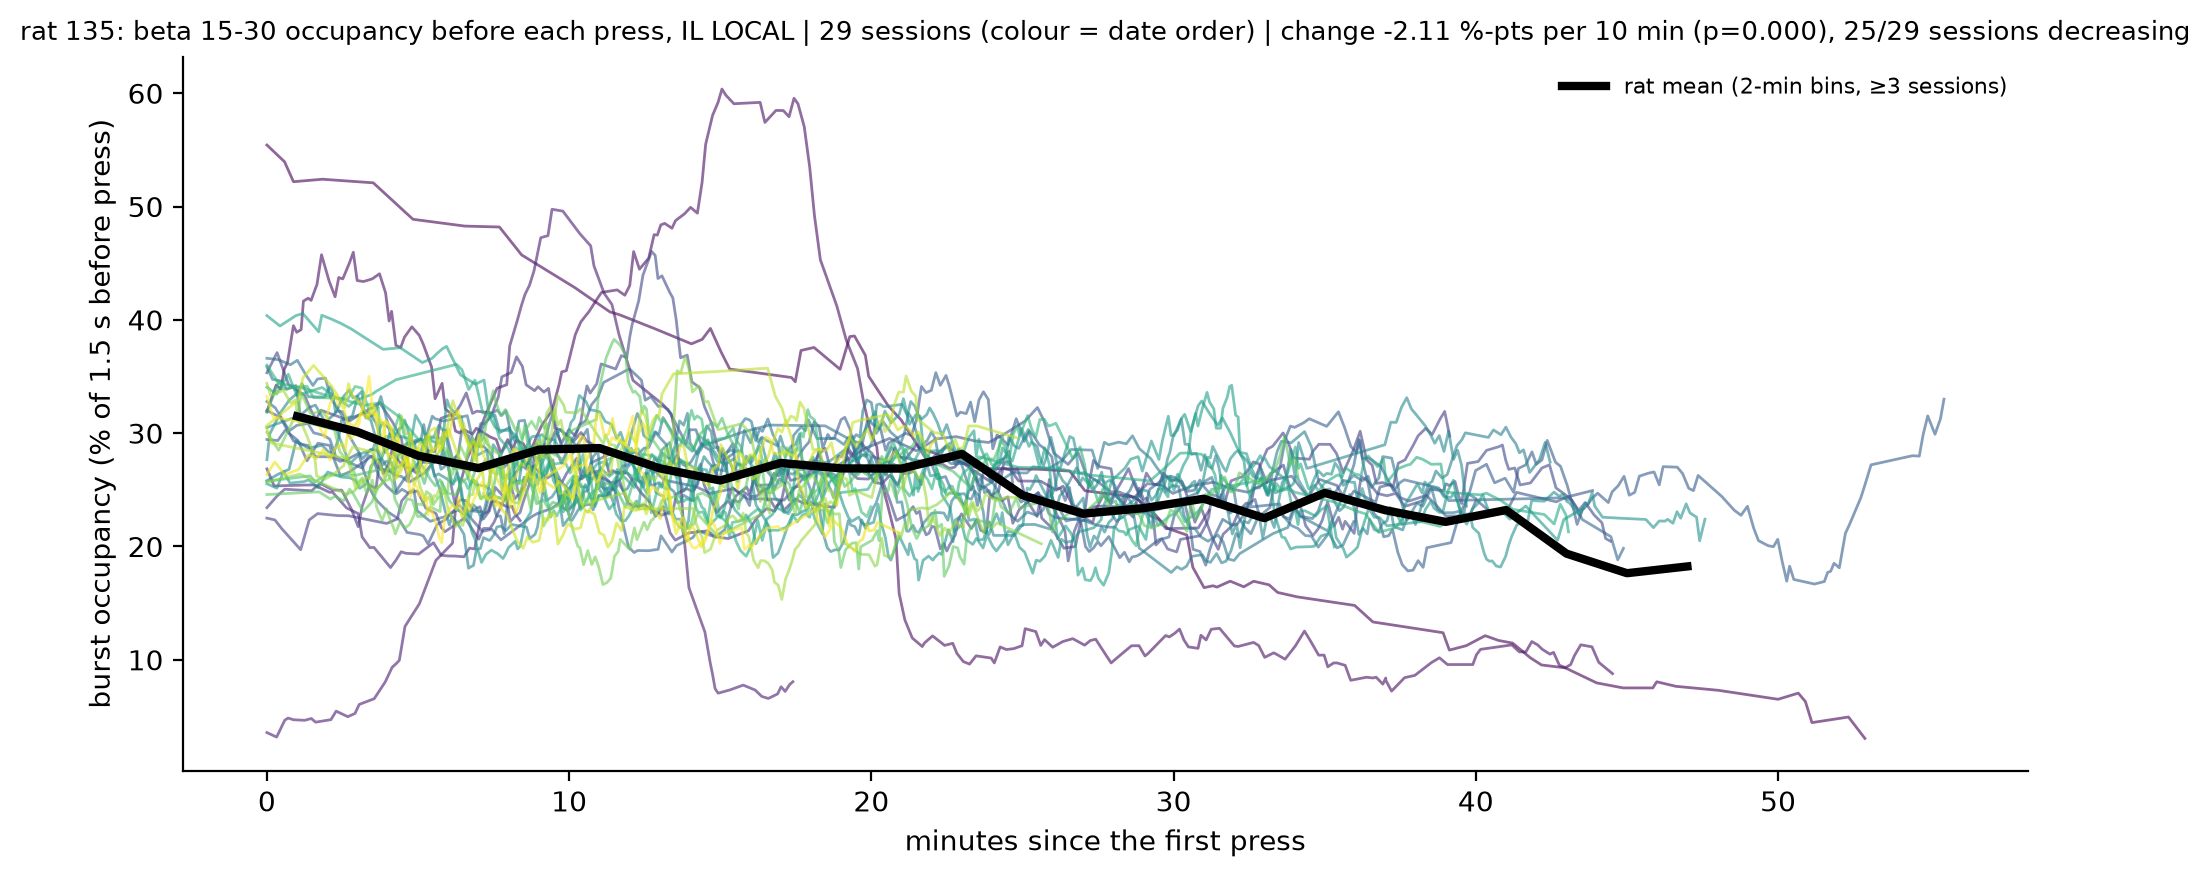 rat 135: beta 15-30 occupancy before each press, IL LOCAL | 29 sessions (colour = date order) | change -2.11 %-pts per 10 min (p=0.000), 25/29 sessions decreasing
rat mean (2-min bins, ≥3 sessions)
burst occupancy (% of 1.5 s before press)
60
50
40
30
20
10
0 10 20 30 40 50
minutes since the first press